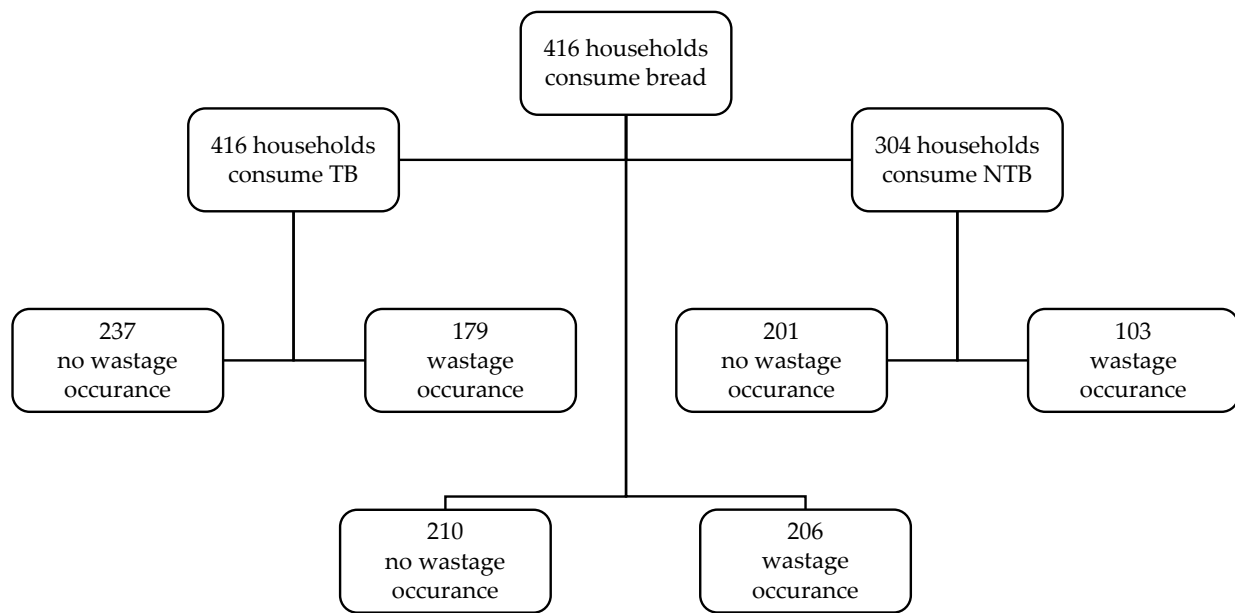 416 households
consume bread
416 households
consume TB
304 households
consume NTB
237
no wastage
occurance
179
wastage
occurance
201
no wastage
occurance
103
wastage
occurance
210
no wastage
occurance
206
wastage
occurance